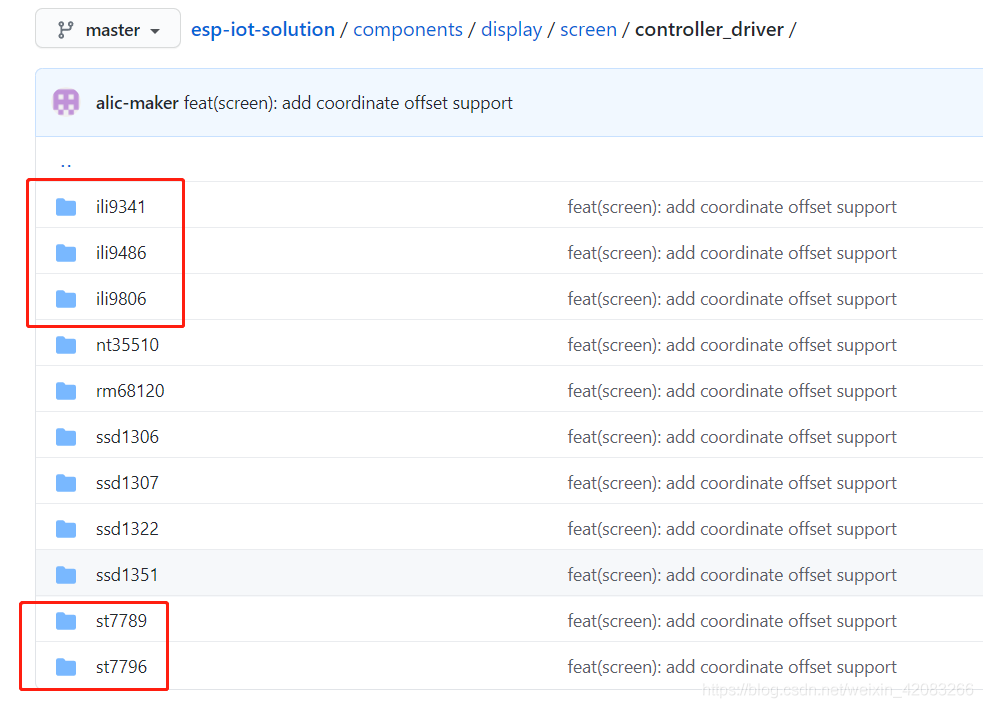 master esp-iot-solution / components / display / screen / controller_driver /
alic-maker feat(screen): add coordinate offset support
..
ili9341 feat(screen): add coordinate offset support
ili9486 feat(screen): add coordinate offset support
ili9806 feat(screen): add coordinate offset support
nt35510 feat(screen): add coordinate offset support
rm68120 feat(screen): add coordinate offset support
ssd1306 feat(screen): add coordinate offset support
ssd1307 feat(screen): add coordinate offset support
ssd1322 feat(screen): add coordinate offset support
ssd1351 feat(screen): add coordinate offset support
st7789 feat(screen): add coordinate offset support
st7796 feat(screen): add coordinate offset support
https://blog.csdn.net/weixin_42083266